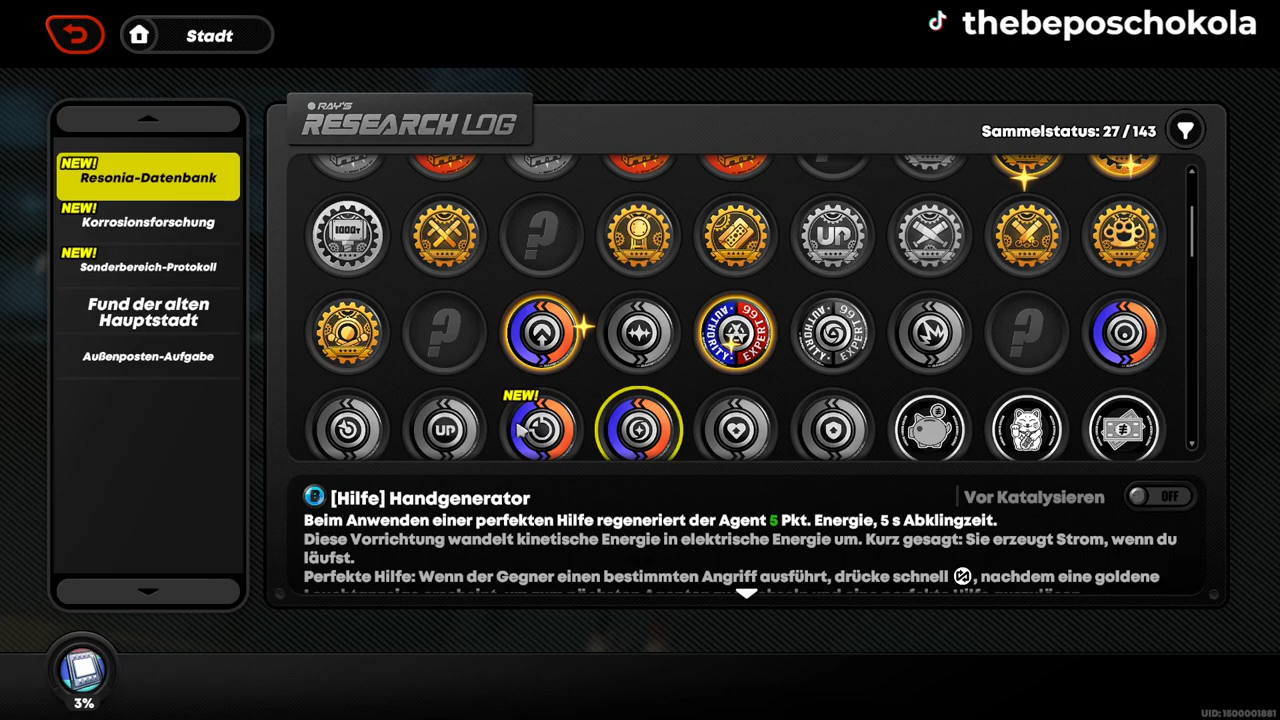 Stadt
thebeposchokola
RAY'S
RESEARCH LOG
Sammelstatus: 27 / 143
NEW!
Resonia-Datenbank
NEW!
Korrosionsforschung
NEW!
Sonderbereich-Protokoll
Fund der alten
Hauptstadt
Außenposten-Aufgabe
1000T
UP
AUTHORITY
EXPERT66
AUTHORITY
EXPERT66
UP
NEW!
[Hilfe] Handgenerator
Vor Katalysieren
OFF
Beim Anwenden einer perfekten Hilfe regeneriert der Agent 5 Pkt. Energie, 5 s Abklingzeit.
Diese Vorrichtung wandelt kinetische Energie in elektrische Energie um. Kurz gesagt: Sie erzeugt Strom, wenn du
läufst.
Perfekte Hilfe: Wenn der Gegner einen bestimmten Angriff ausführt, drücke schnell , nachdem eine goldene
3%
UID: 1500001881